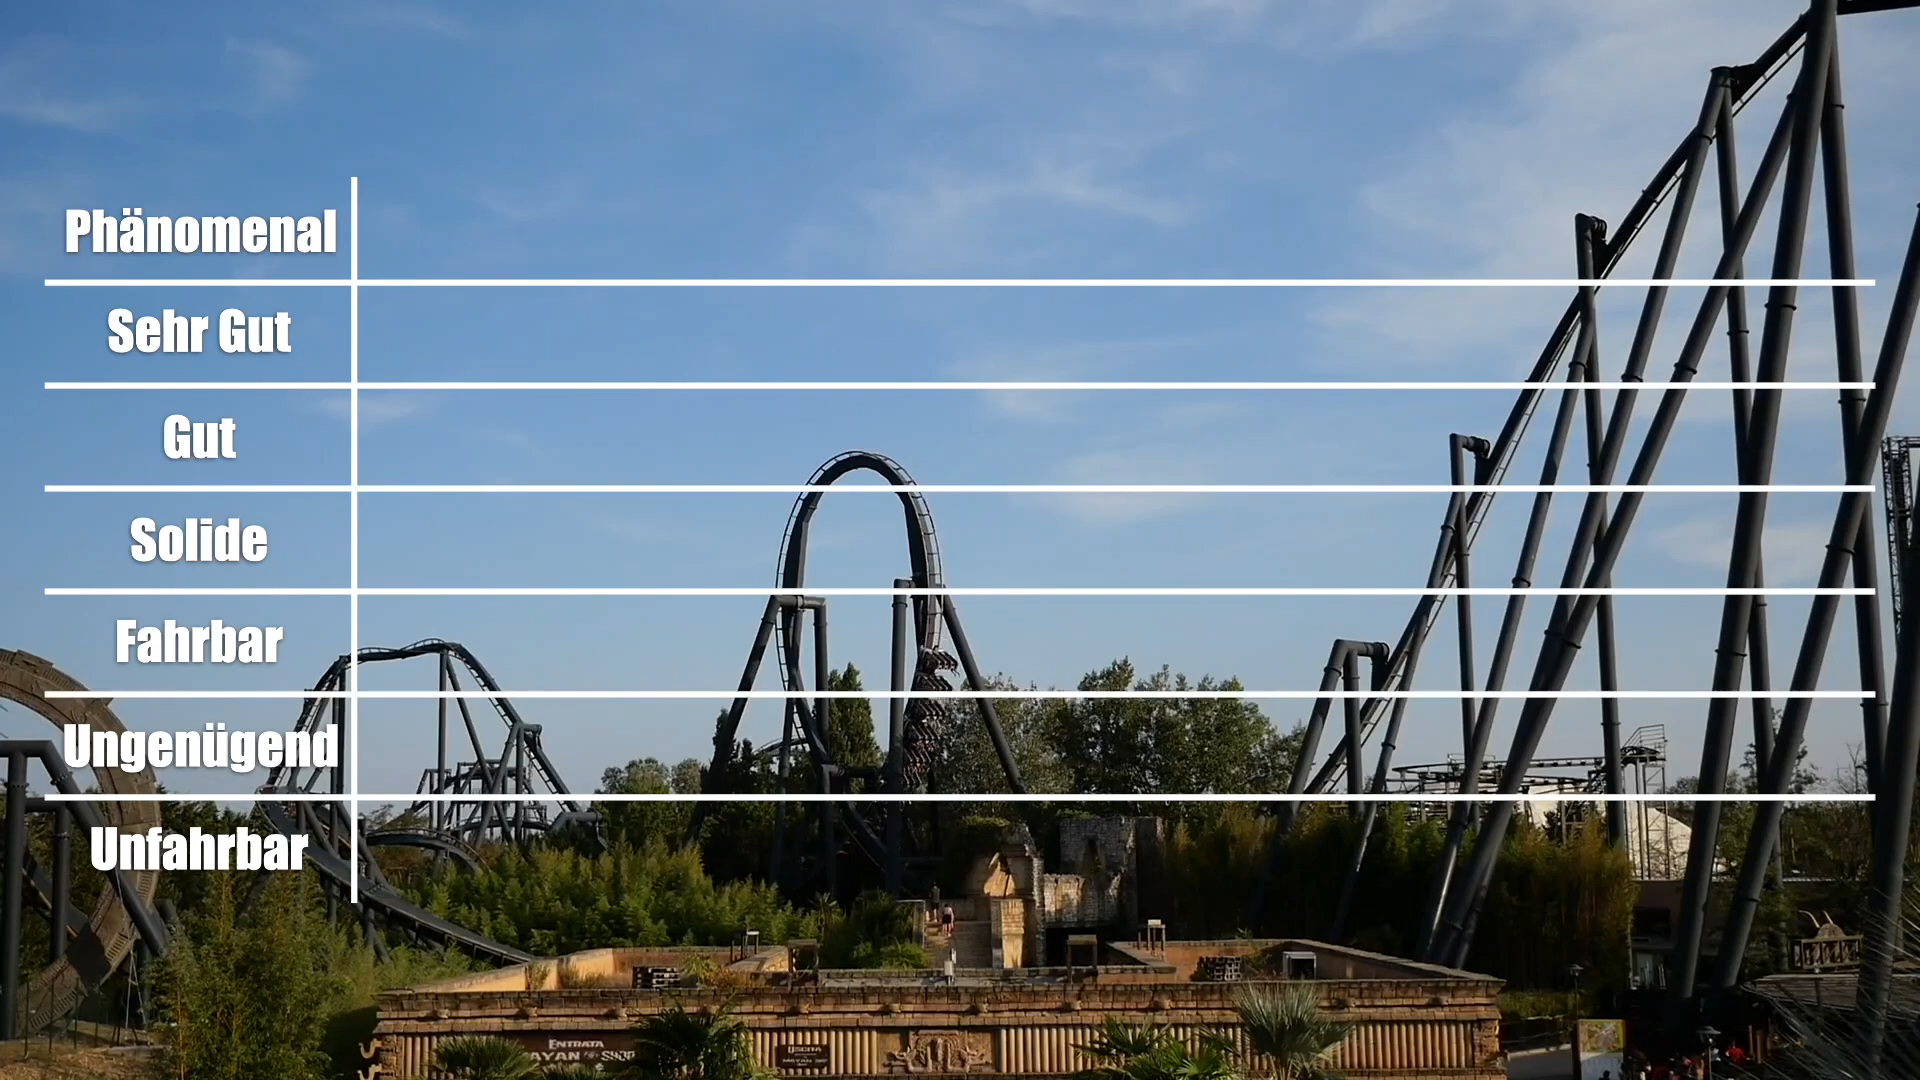 Phänomenal
Sehr Gut
Gut
Solide
Fahrbar
Ungenügend
Unfahrbar
ENTRATA
MAYAN SHOP
USCITA